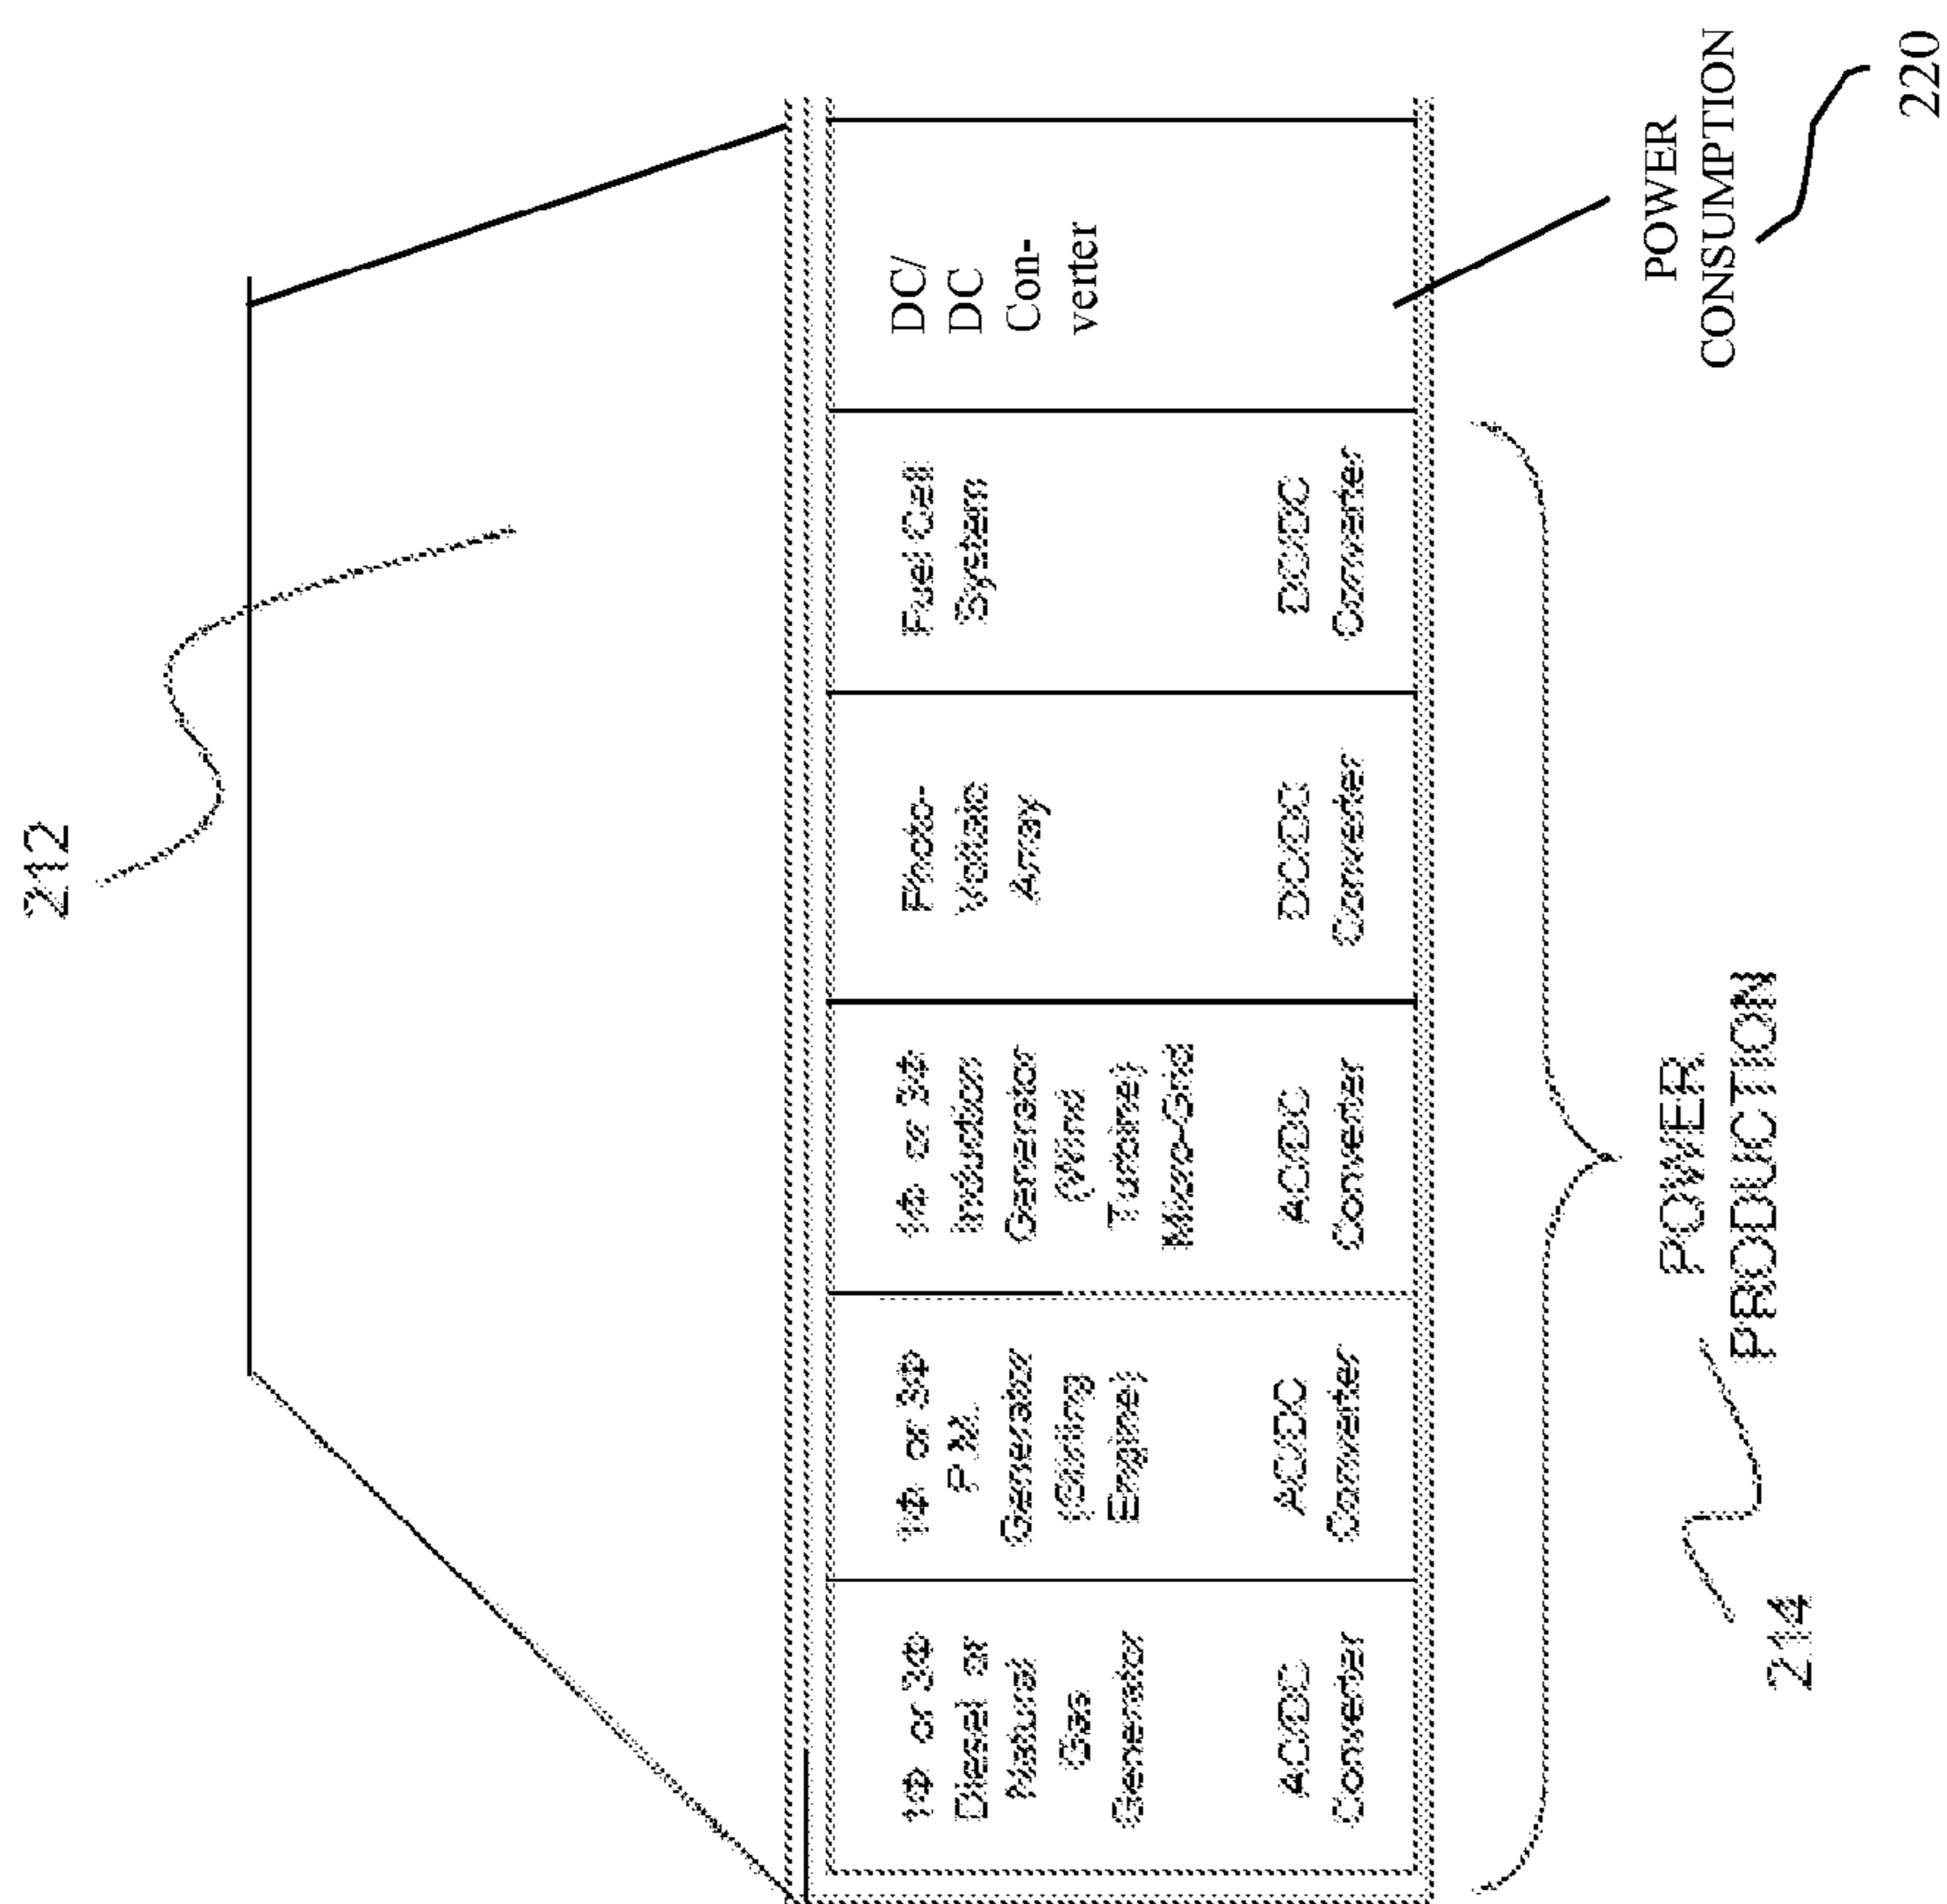 212
1Φ or 3Φ
Diesel or
Natural
Gas
Generator
AC/DC
Converter
1Φ or 3Φ
P.M.
Generator
(Stirling
Engine)
AC/DC
Converter
1Φ or 3Φ
Induction
Generator
(Wind
Turbine)
Micro-Grid
AC/DC
Converter
Photo-
Voltaic
Array
DC/DC
Converter
Fuel Cell
System
DC/DC
Converter
DC/
DC
Con-
verter
POWER
PRODUCTION
214
POWER
CONSUMPTION
220